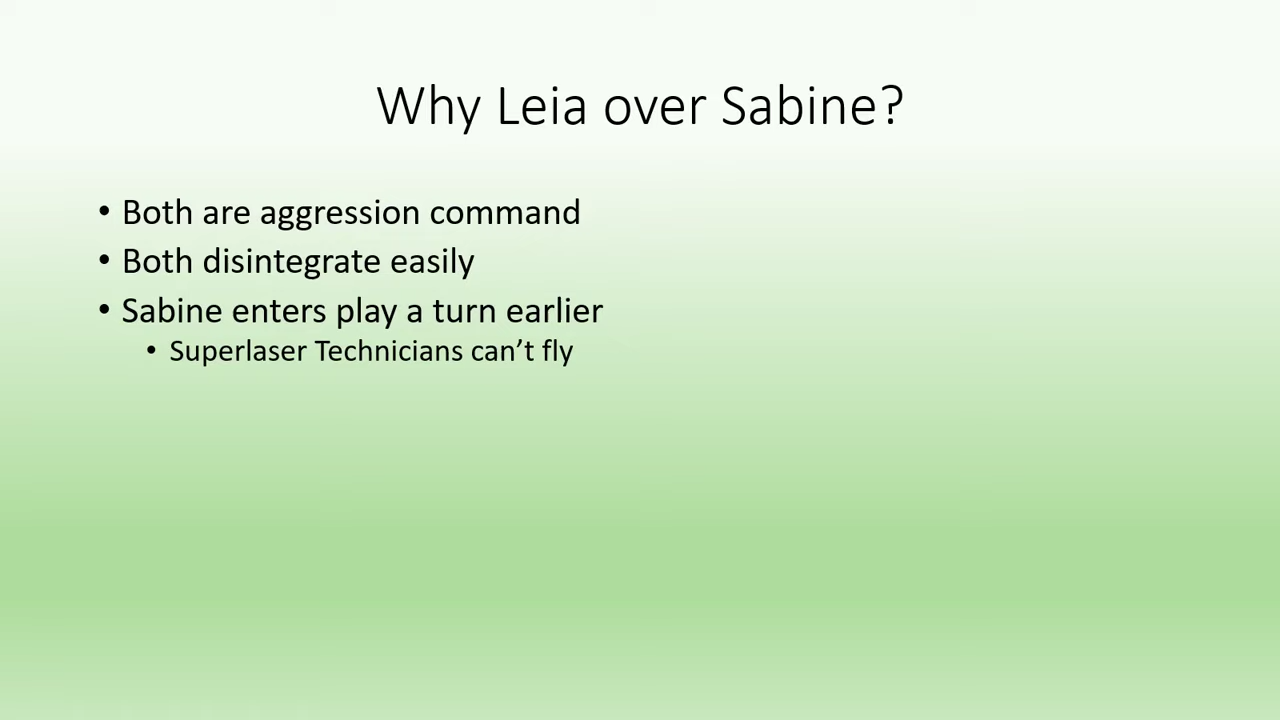 Why Leia over Sabine?
• Both are aggression command
• Both disintegrate easily
• Sabine enters play a turn earlier
• Superlaser Technicians can’t fly